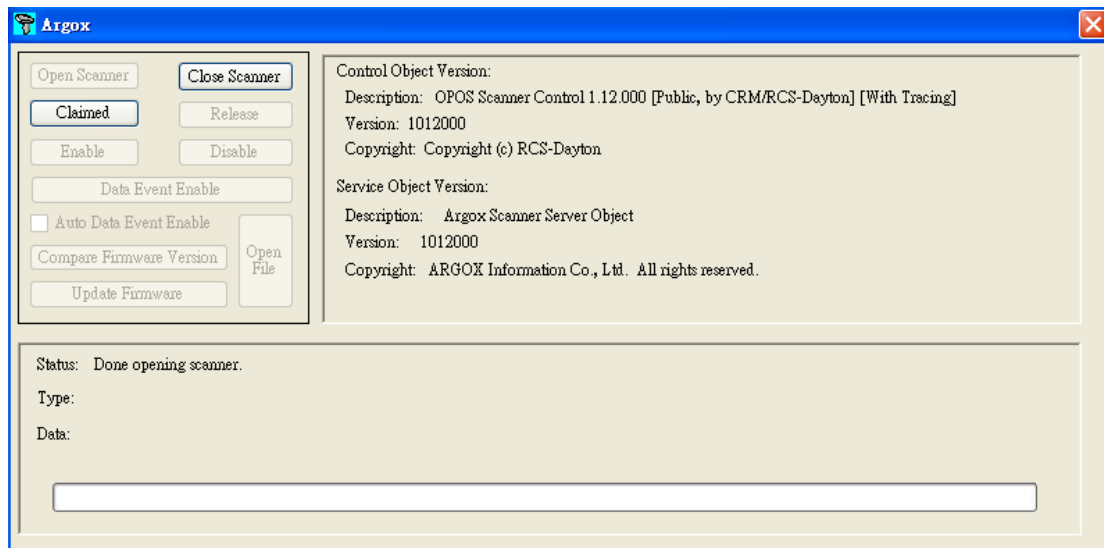 Argox
Open Scanner
Close Scanner
Claimed
Release
Enable
Disable
Data Event Enable
Auto Data Event Enable
Compare Firmware Version
Open
File
Update Firmware
Control Object Version:
Description: OPOS Scanner Control 1.12.000 [Public, by CRM/RCS-Dayton] [With Tracing]
Version: 1012000
Copyright: Copyright (c) RCS-Dayton
Service Object Version:
Description: Argox Scanner Server Object
Version: 1012000
Copyright: ARGOX Information Co., Ltd. All rights reserved.
Status: Done opening scanner.
Type:
Data: